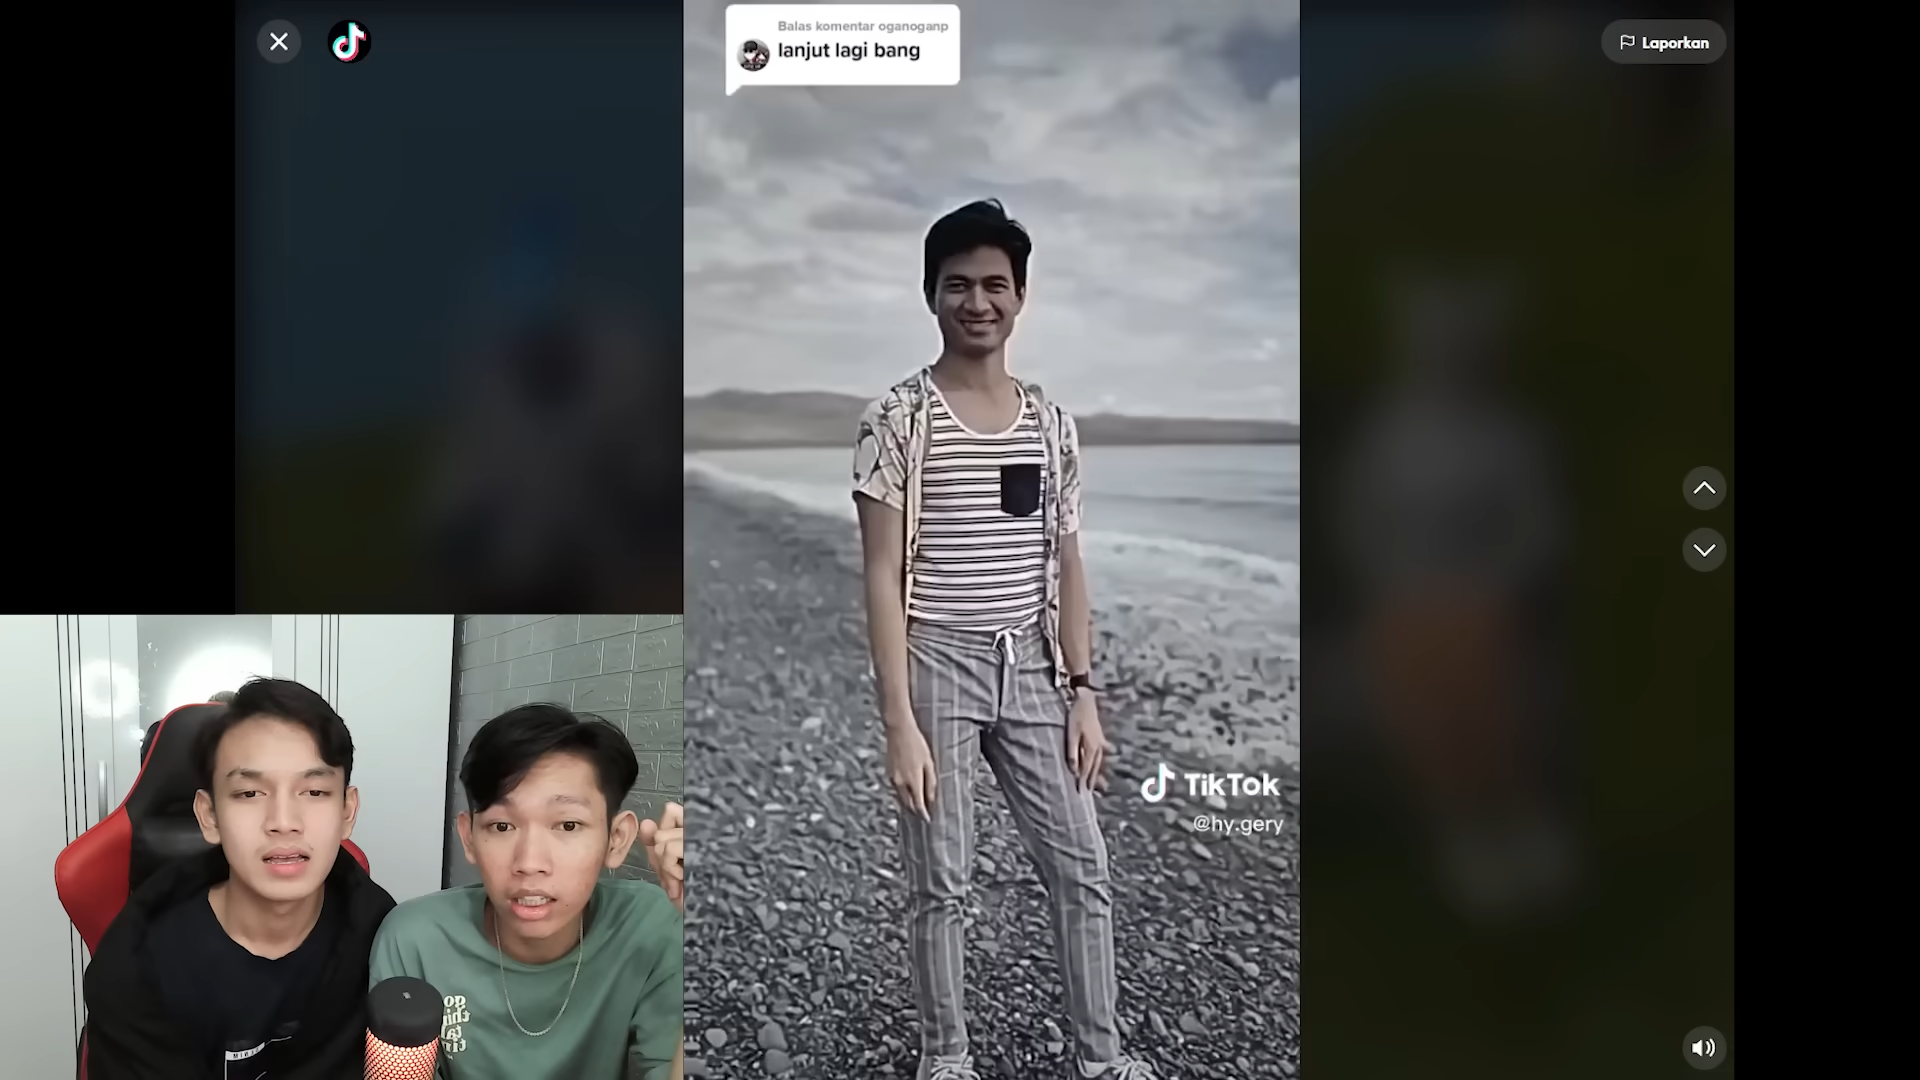 Balas komentar oganoganp
lanjut lagi bang
Laporkan
TikTok
@hy.gery